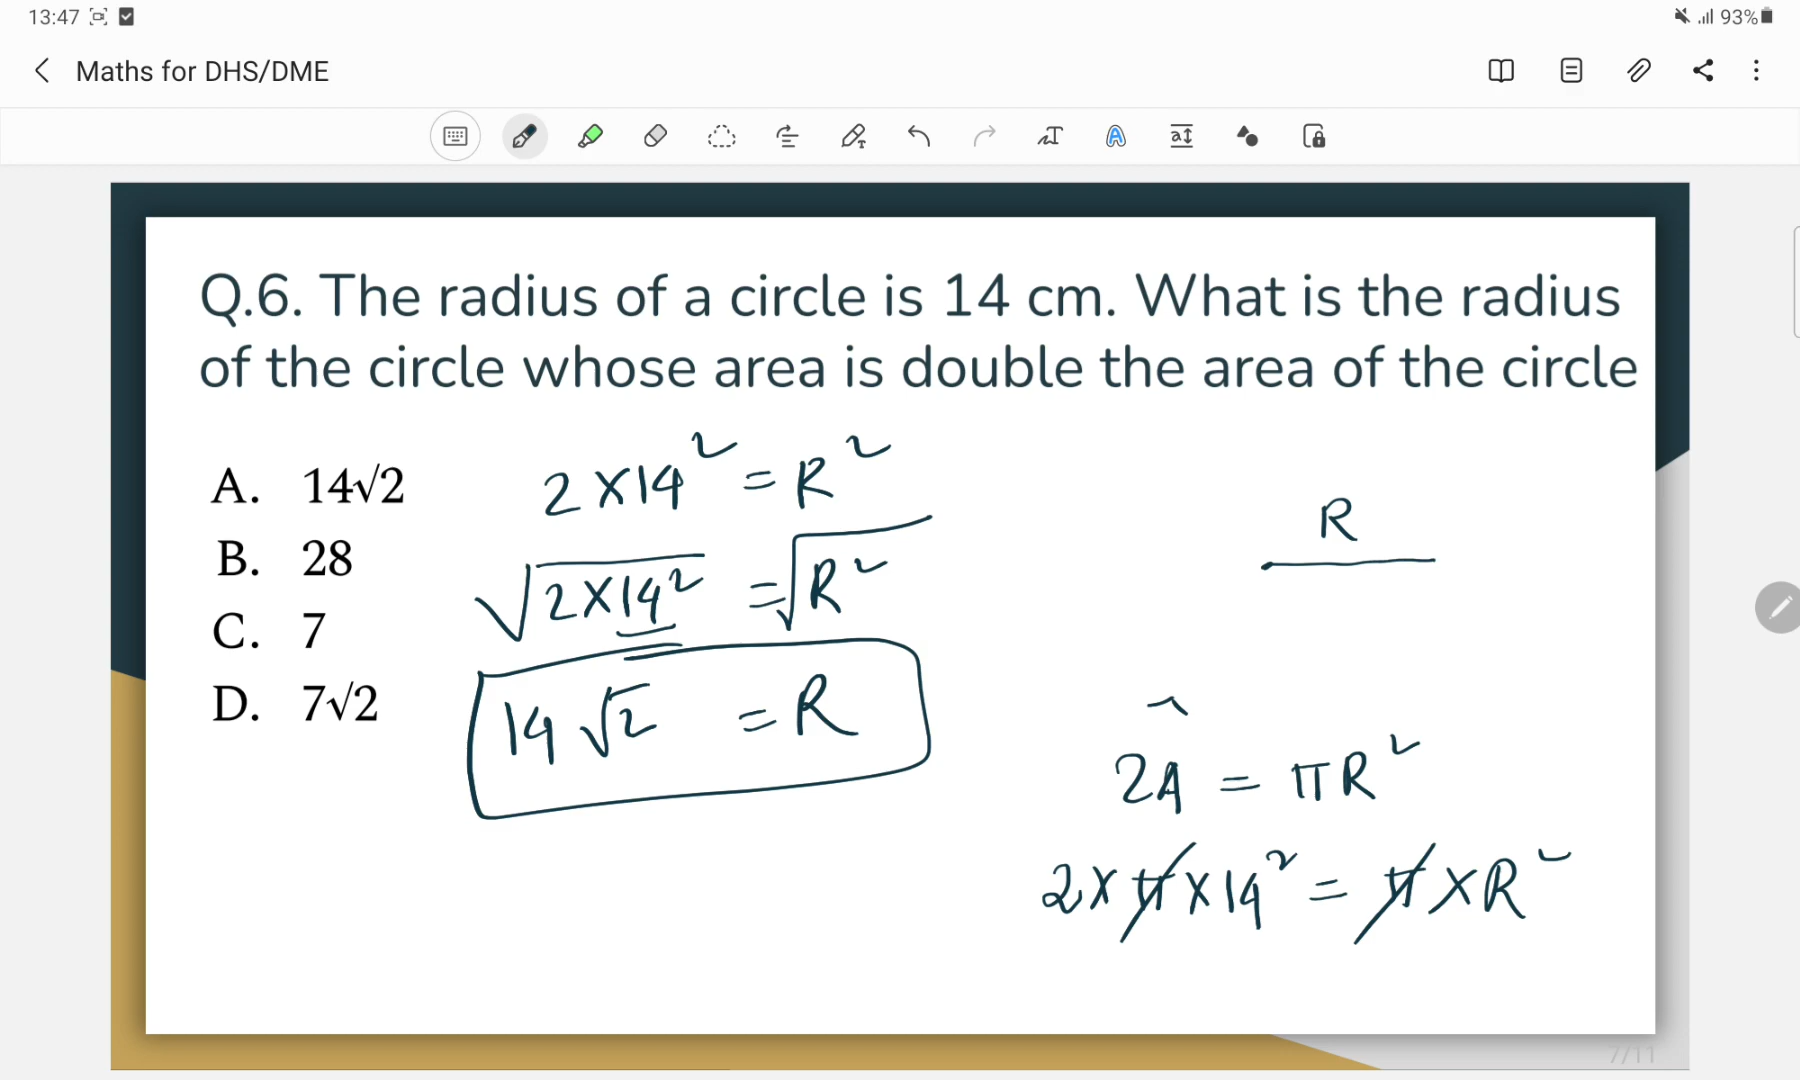 13:47
93%
Maths for DHS/DME
Q.6. The radius of a circle is 14 cm. What is the radius
of the circle whose area is double the area of the circle
A. 14√2
B. 28
C. 7
D. 7√2
2 × 14² = R²
√(2×14²) = √R²
14√2 = R
R
2A = πR²
2 × π × 14² = π × R²
7/11